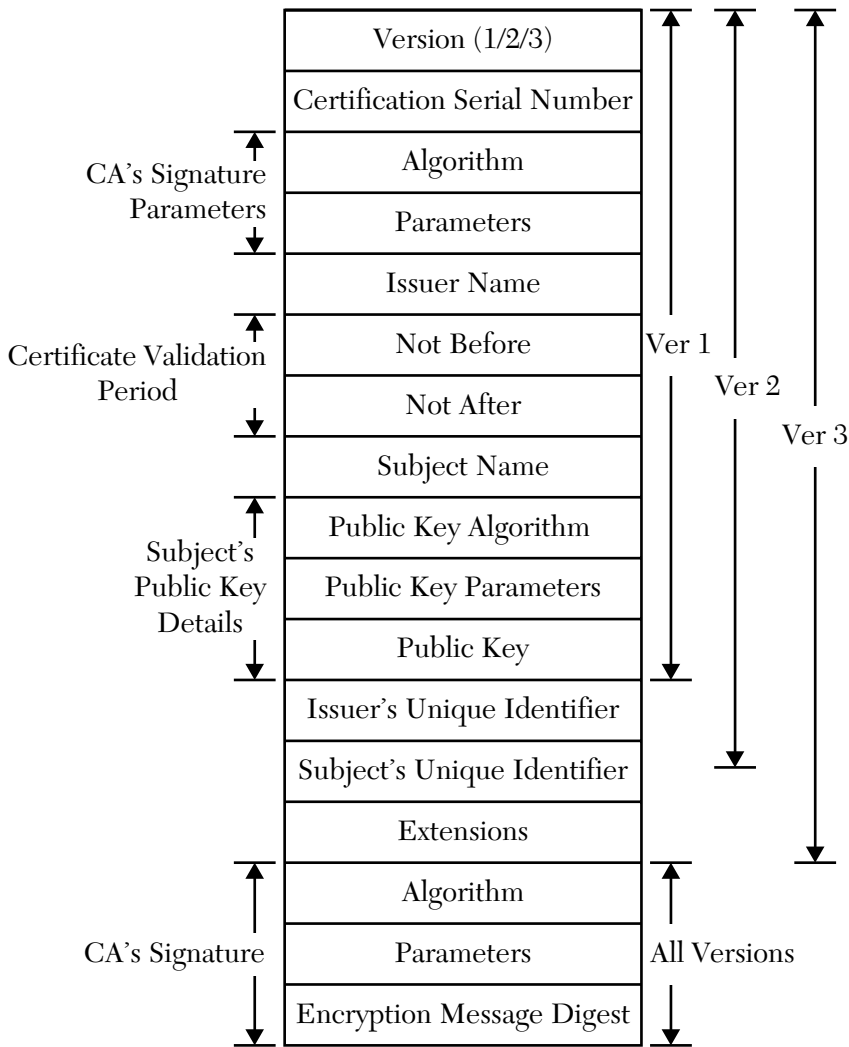 Version (1/2/3)
Certification Serial Number
CA’s Signature
Parameters
Algorithm
Parameters
Issuer Name
Certificate Validation
Period
Not Before
Not After
Ver 1
Ver 2
Ver 3
Subject Name
Subject’s
Public Key
Details
Public Key Algorithm
Public Key Parameters
Public Key
Issuer’s Unique Identifier
Subject’s Unique Identifier
Extensions
CA’s Signature
Algorithm
Parameters
Encryption Message Digest
All Versions